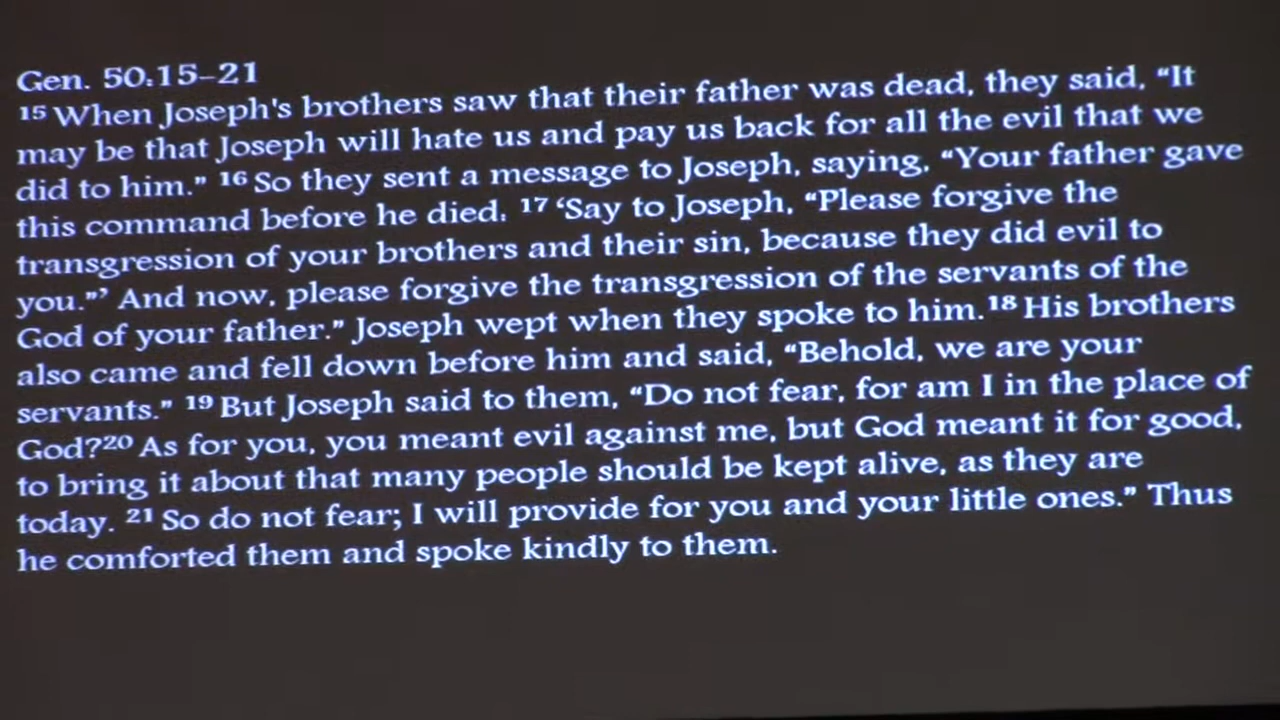 Gen. 50:15–21
15 When Joseph's brothers saw that their father was dead, they said, “It
may be that Joseph will hate us and pay us back for all the evil that we
did to him.” 16 So they sent a message to Joseph, saying, “Your father gave
this command before he died: 17 ‘Say to Joseph, “Please forgive the
transgression of your brothers and their sin, because they did evil to
you.”’ And now, please forgive the transgression of the servants of the
God of your father.” Joseph wept when they spoke to him. 18 His brothers
also came and fell down before him and said, “Behold, we are your
servants.” 19 But Joseph said to them, “Do not fear, for am I in the place of
God?20 As for you, you meant evil against me, but God meant it for good,
to bring it about that many people should be kept alive, as they are
today. 21 So do not fear; I will provide for you and your little ones.” Thus
he comforted them and spoke kindly to them.